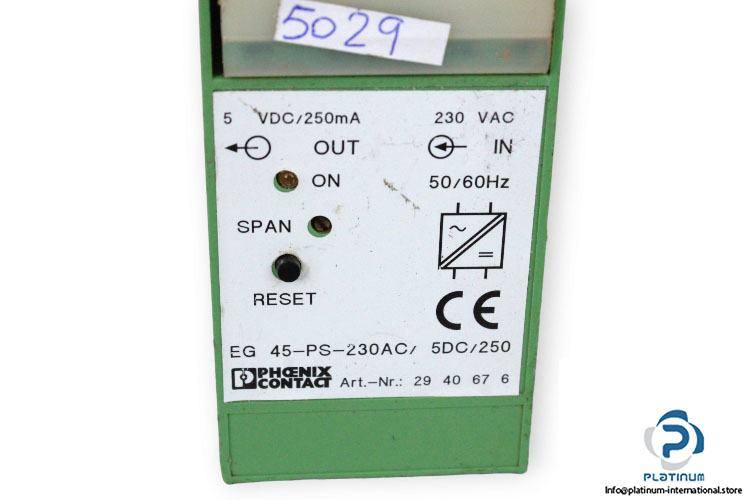 5029
5 VDC/250mA 230 VAC
OUT IN
ON 50/60Hz
SPAN
RESET
EG 45-PS-230AC/ 5DC/250
PHŒNIX CONTACT Art.-Nr.: 29 40 67 6
CE
PLATINUM
Info@platinum-international.store